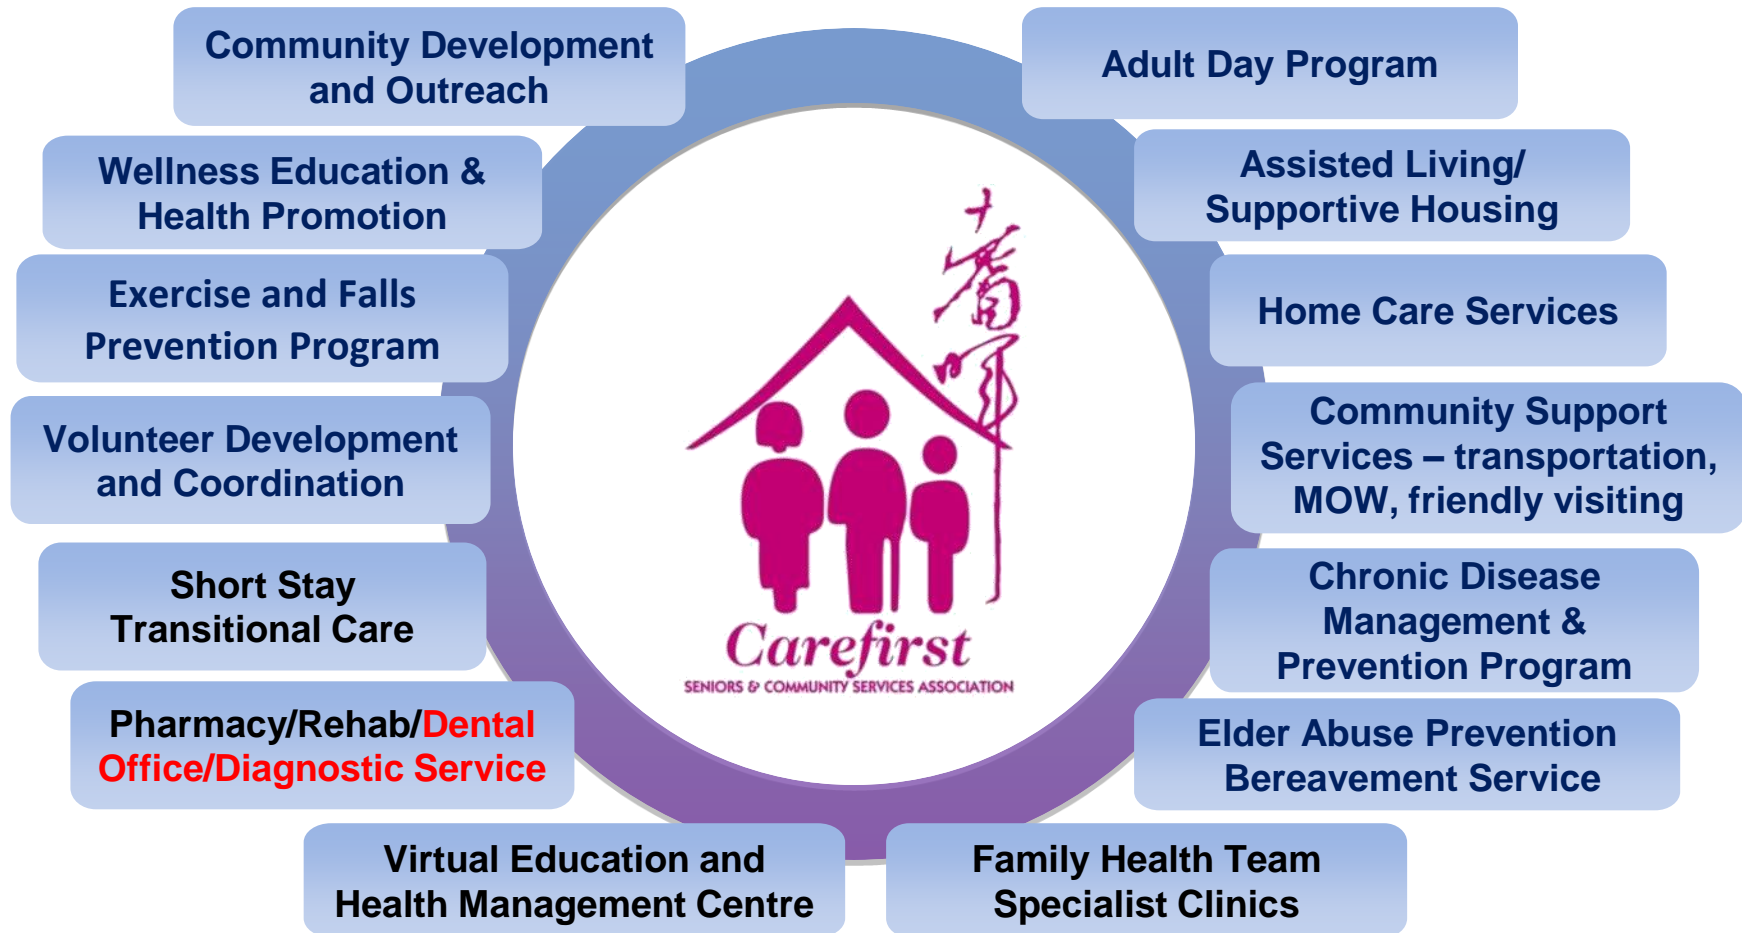 Community Development
and Outreach
Adult Day Program
Wellness Education &
Health Promotion
Assisted Living/
Supportive Housing
Exercise and Falls
Prevention Program
Home Care Services
Volunteer Development
and Coordination
Community Support
Services – transportation,
MOW, friendly visiting
Short Stay
Transitional Care
Chronic Disease
Management &
Prevention Program
Pharmacy/Rehab/Dental
Office/Diagnostic Service
Elder Abuse Prevention
Bereavement Service
Virtual Education and
Health Management Centre
Family Health Team
Specialist Clinics
Carefirst
SENIORS & COMMUNITY SERVICES ASSOCIATION